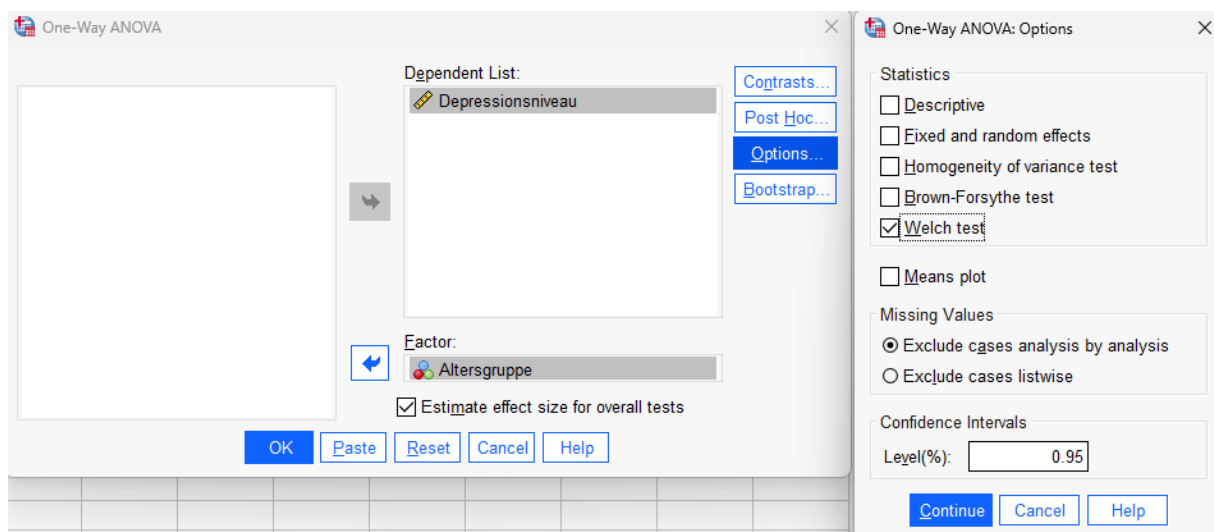 One-Way ANOVA
Dependent List:
Depressionsniveau
Contrasts...
Post Hoc...
Options...
Bootstrap...
Factor:
Altersgruppe
Estimate effect size for overall tests
OK Paste Reset Cancel Help
One-Way ANOVA: Options
Statistics
Descriptive
Fixed and random effects
Homogeneity of variance test
Brown-Forsythe test
Welch test
Means plot
Missing Values
Exclude cases analysis by analysis
Exclude cases listwise
Confidence Intervals
Level(%): 0.95
Continue Cancel Help